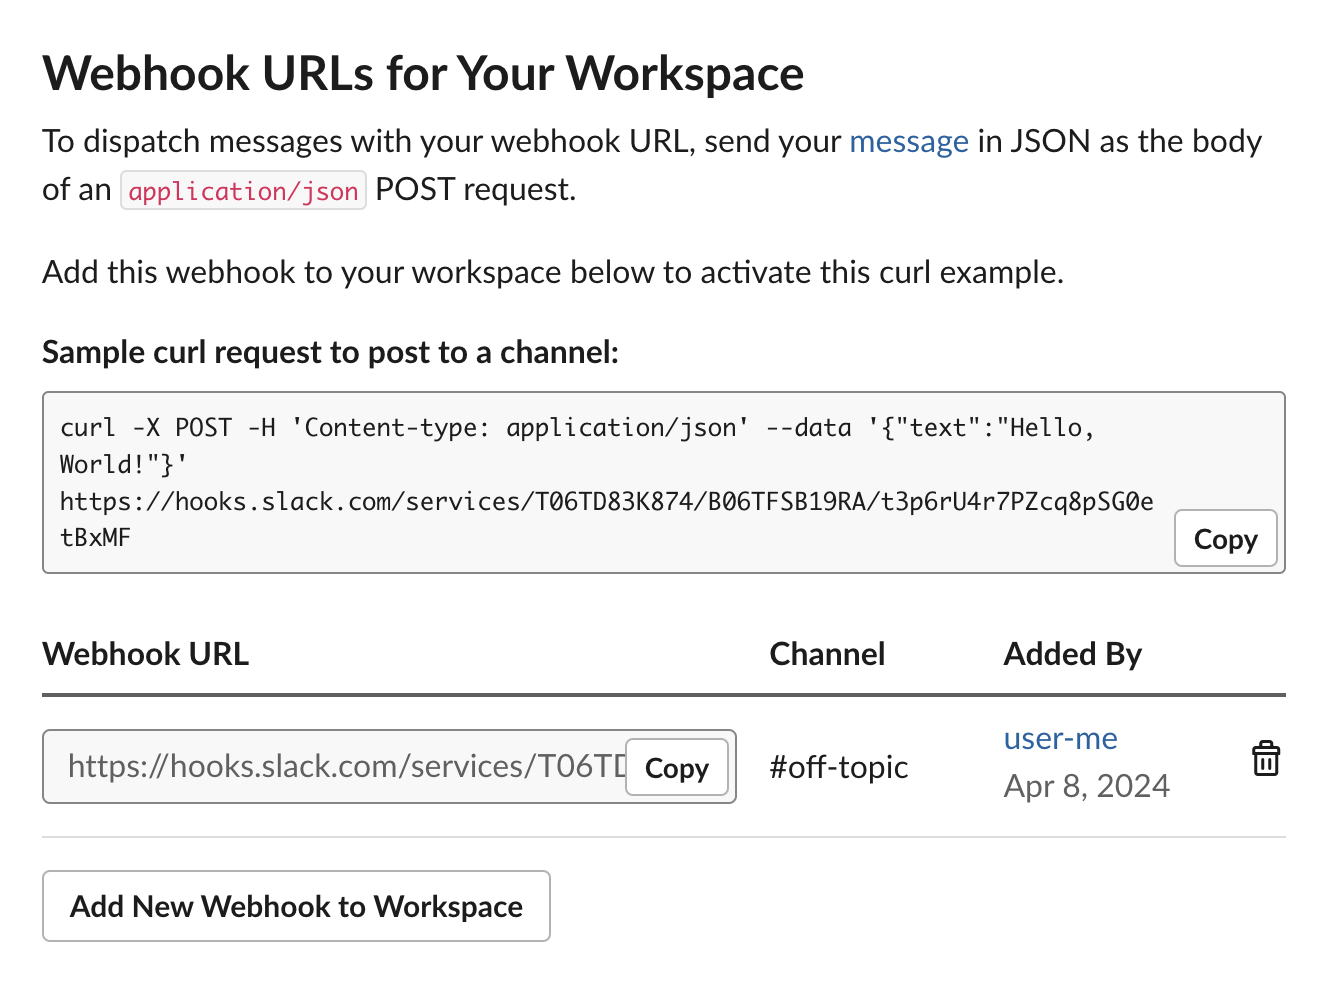 Webhook URLs for Your Workspace
To dispatch messages with your webhook URL, send your message in JSON as the body
of an application/json POST request.
Add this webhook to your workspace below to activate this curl example.
Sample curl request to post to a channel:
curl -X POST -H 'Content-type: application/json' --data '{"text":"Hello,
World!"}'
https://hooks.slack.com/services/T06TD83K874/B06TFSB19RA/t3p6rU4r7PZcq8pSG0e
tBxMF
Copy
Webhook URL Channel Added By
https://hooks.slack.com/services/T06TD Copy #off-topic user-me
Apr 8, 2024
Add New Webhook to Workspace